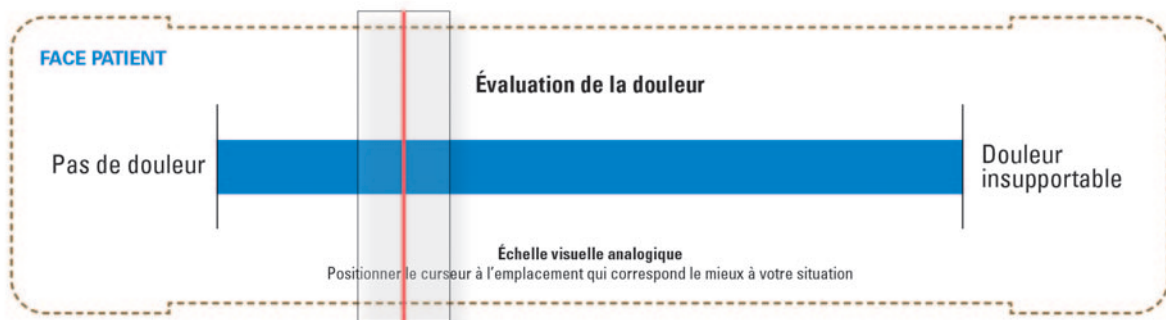 FACE PATIENT
Évaluation de la douleur
Pas de douleur
Douleur
insupportable
Échelle visuelle analogique
Positionner le curseur à l'emplacement qui correspond le mieux à votre situation